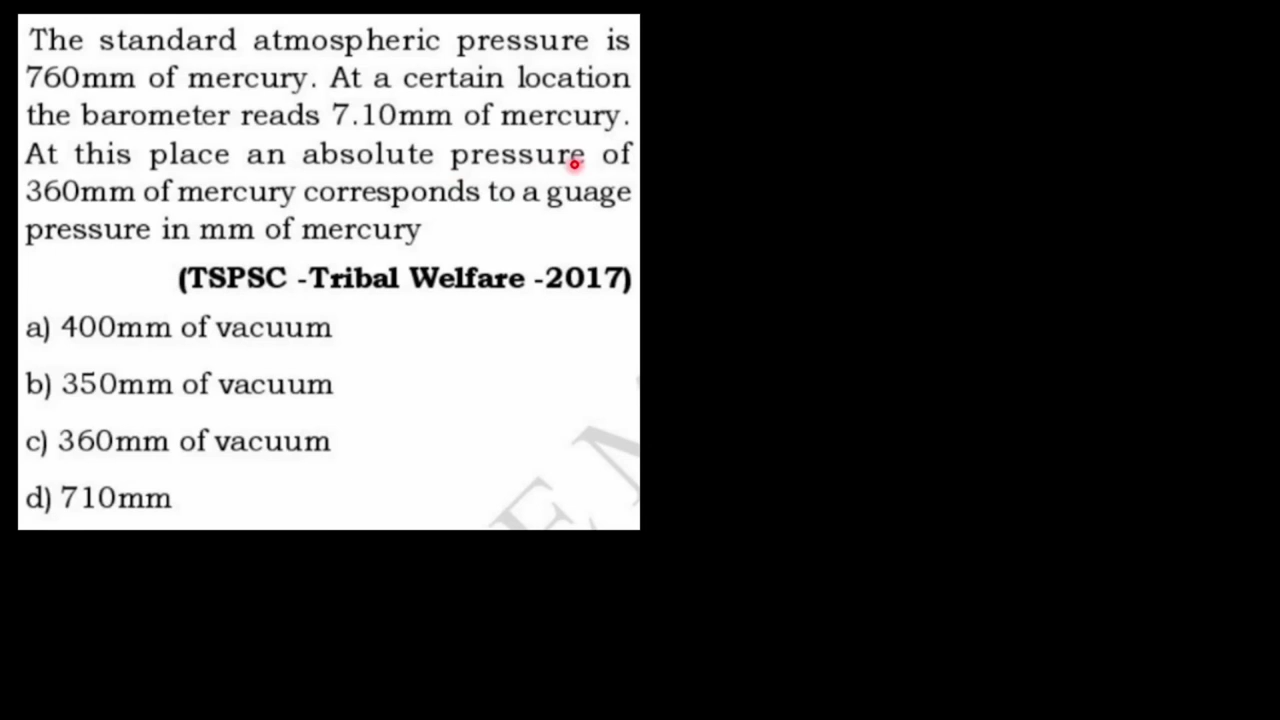 The standard atmospheric pressure is
760mm of mercury. At a certain location
the barometer reads 7.10mm of mercury.
At this place an absolute pressure of
360mm of mercury corresponds to a guage
pressure in mm of mercury
(TSPSC -Tribal Welfare -2017)
a) 400mm of vacuum
b) 350mm of vacuum
c) 360mm of vacuum
d) 710mm